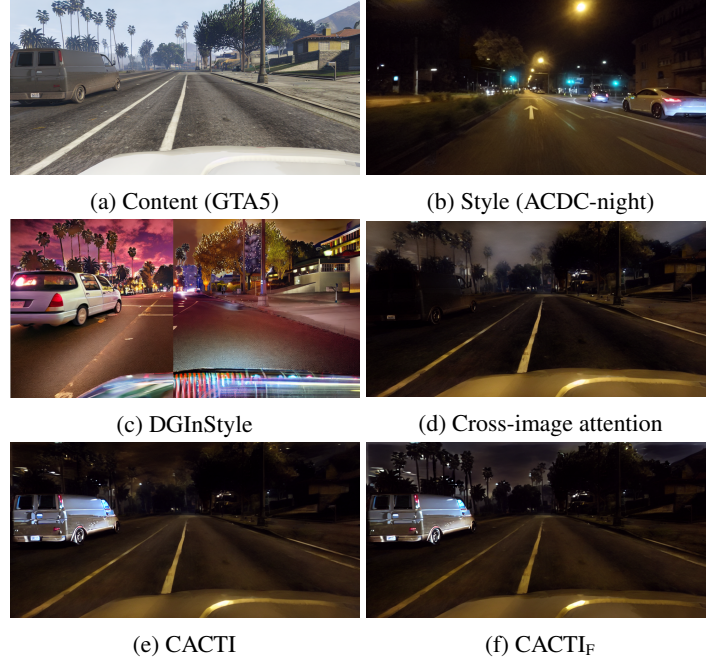 (a) Content (GTA5)
(b) Style (ACDC-night)
(c) DGInStyle
(d) Cross-image attention
(e) CACTI
(f) CACTI_F